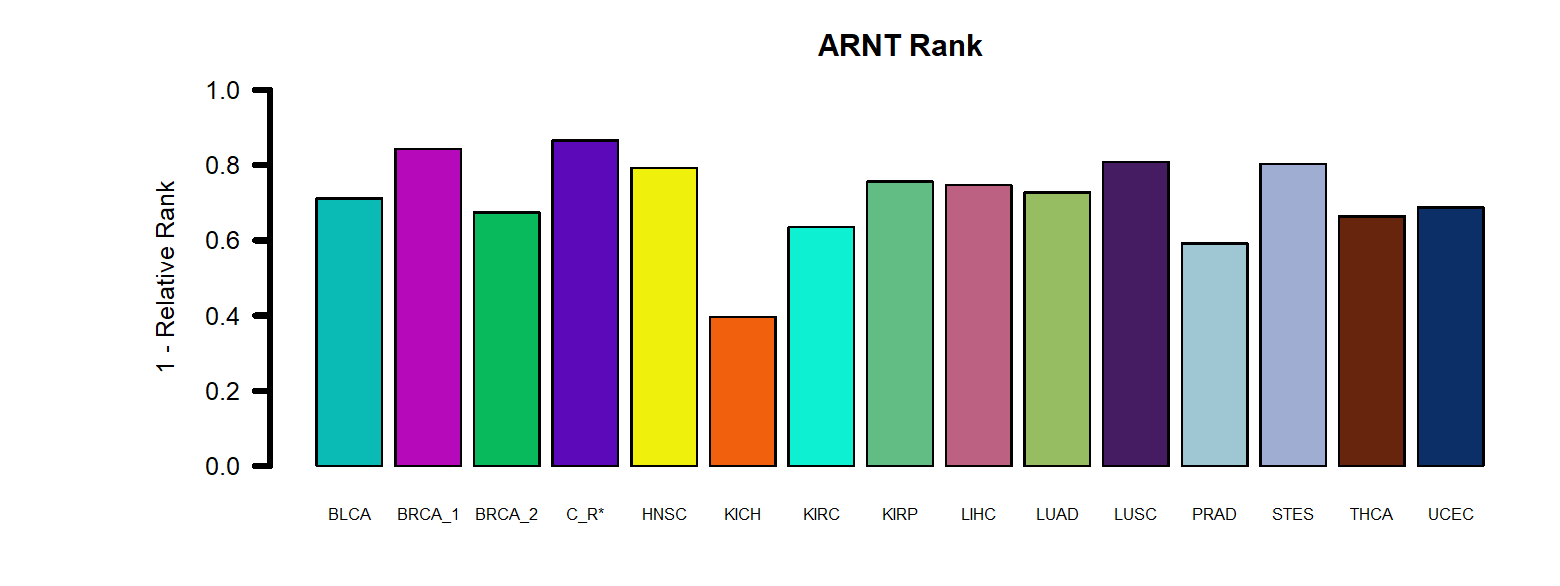 ARNT Rank
1 - Relative Rank
1.0
0.8
0.6
0.4
0.2
0.0
BLCA BRCA_1 BRCA_2 C_R* HNSC KICH KIRC KIRP LIHC LUAD LUSC PRAD STES THCA UCEC